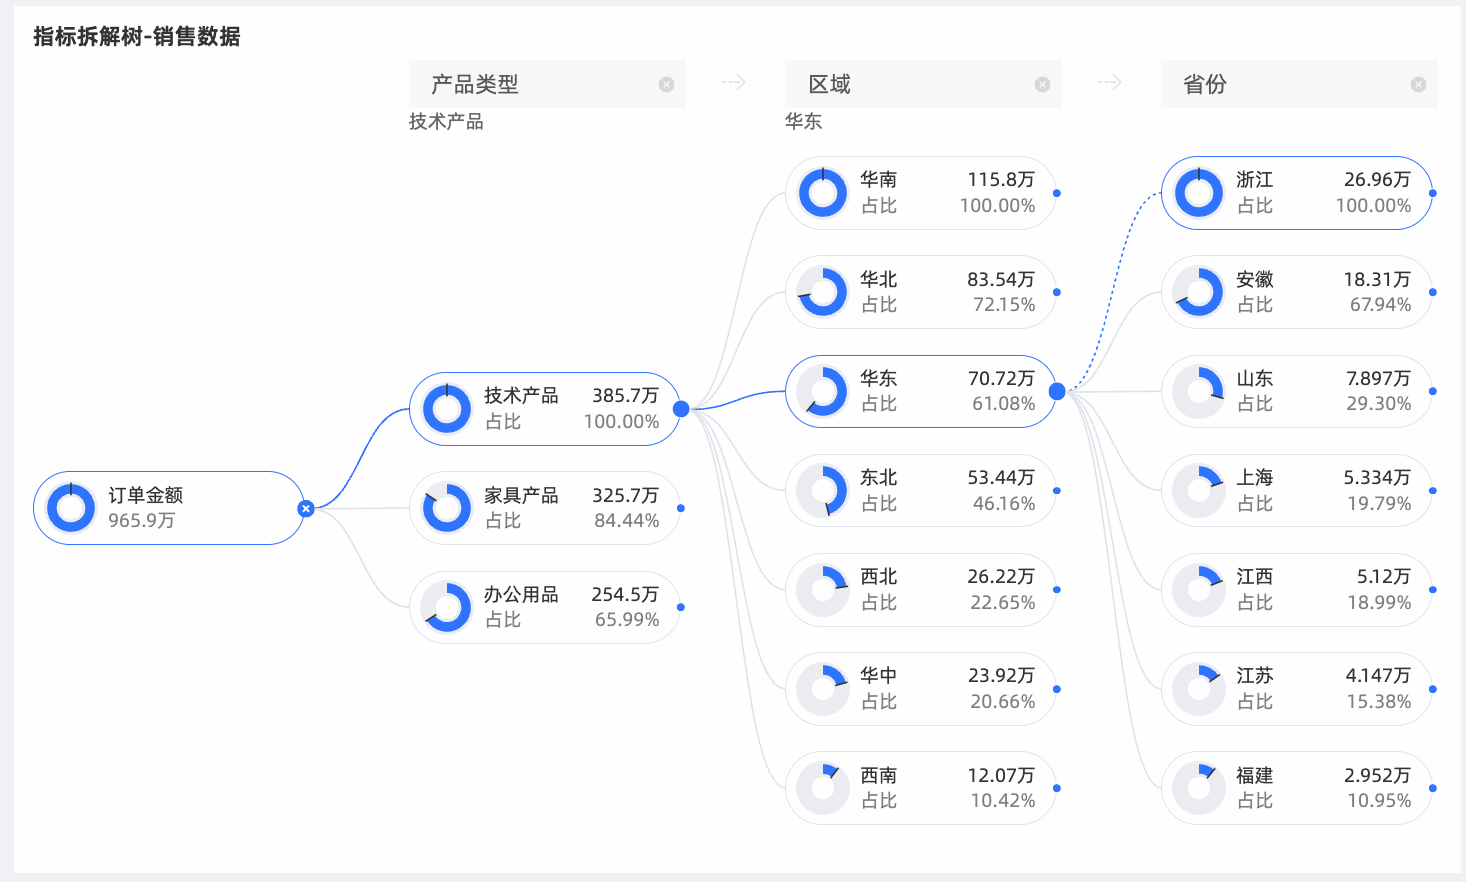 指标拆解树-销售数据
产品类型
区域
省份
技术产品
华东
订单金额
965.9万
技术产品 385.7万
占比 100.00%
家具产品 325.7万
占比 84.44%
办公用品 254.5万
占比 65.99%
华南 115.8万
占比 100.00%
华北 83.54万
占比 72.15%
华东 70.72万
占比 61.08%
东北 53.44万
占比 46.16%
西北 26.22万
占比 22.65%
华中 23.92万
占比 20.66%
西南 12.07万
占比 10.42%
浙江 26.96万
占比 100.00%
安徽 18.31万
占比 67.94%
山东 7.897万
占比 29.30%
上海 5.334万
占比 19.79%
江西 5.12万
占比 18.99%
江苏 4.147万
占比 15.38%
福建 2.952万
占比 10.95%